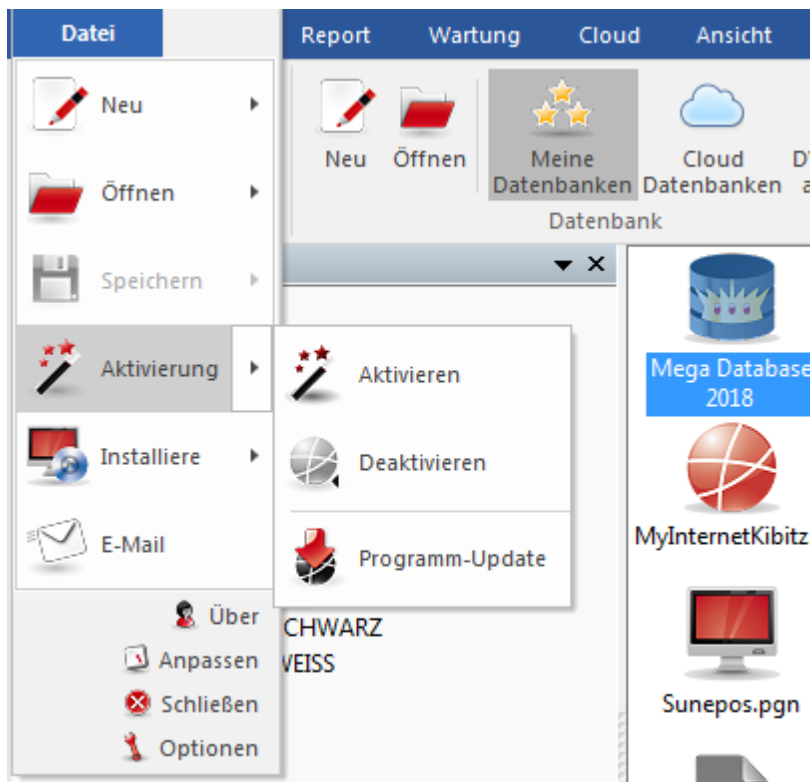 Datei
Report
Wartung
Cloud
Ansicht
Neu
Öffnen
Speichern
Aktivierung
Installiere
E-Mail
Über
Anpassen
Schließen
Optionen
Aktivieren
Deaktivieren
Programm-Update
Neu
Öffnen
Meine
Datenbanken
Cloud
Datenbanken
Datenbank
CHWARZ
WEISS
Mega Database
2018
MyInternetKibitz
Sunepos.pgn